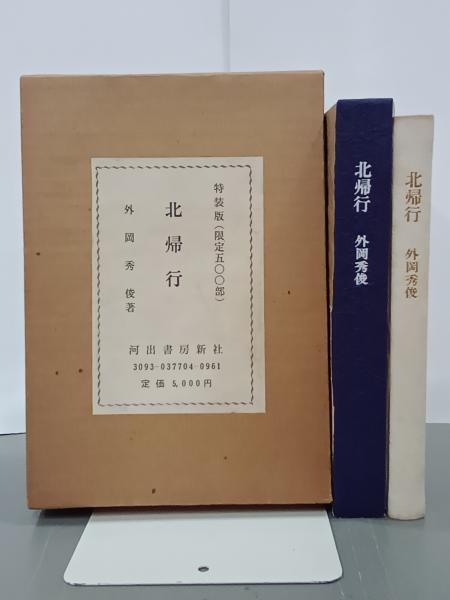 特装版(限定五〇〇部)
北帰行
外岡秀俊著
河出書房新社
3093-037704-0961
定価 5,000円
北帰行 外岡秀俊
北帰行 外岡秀俊